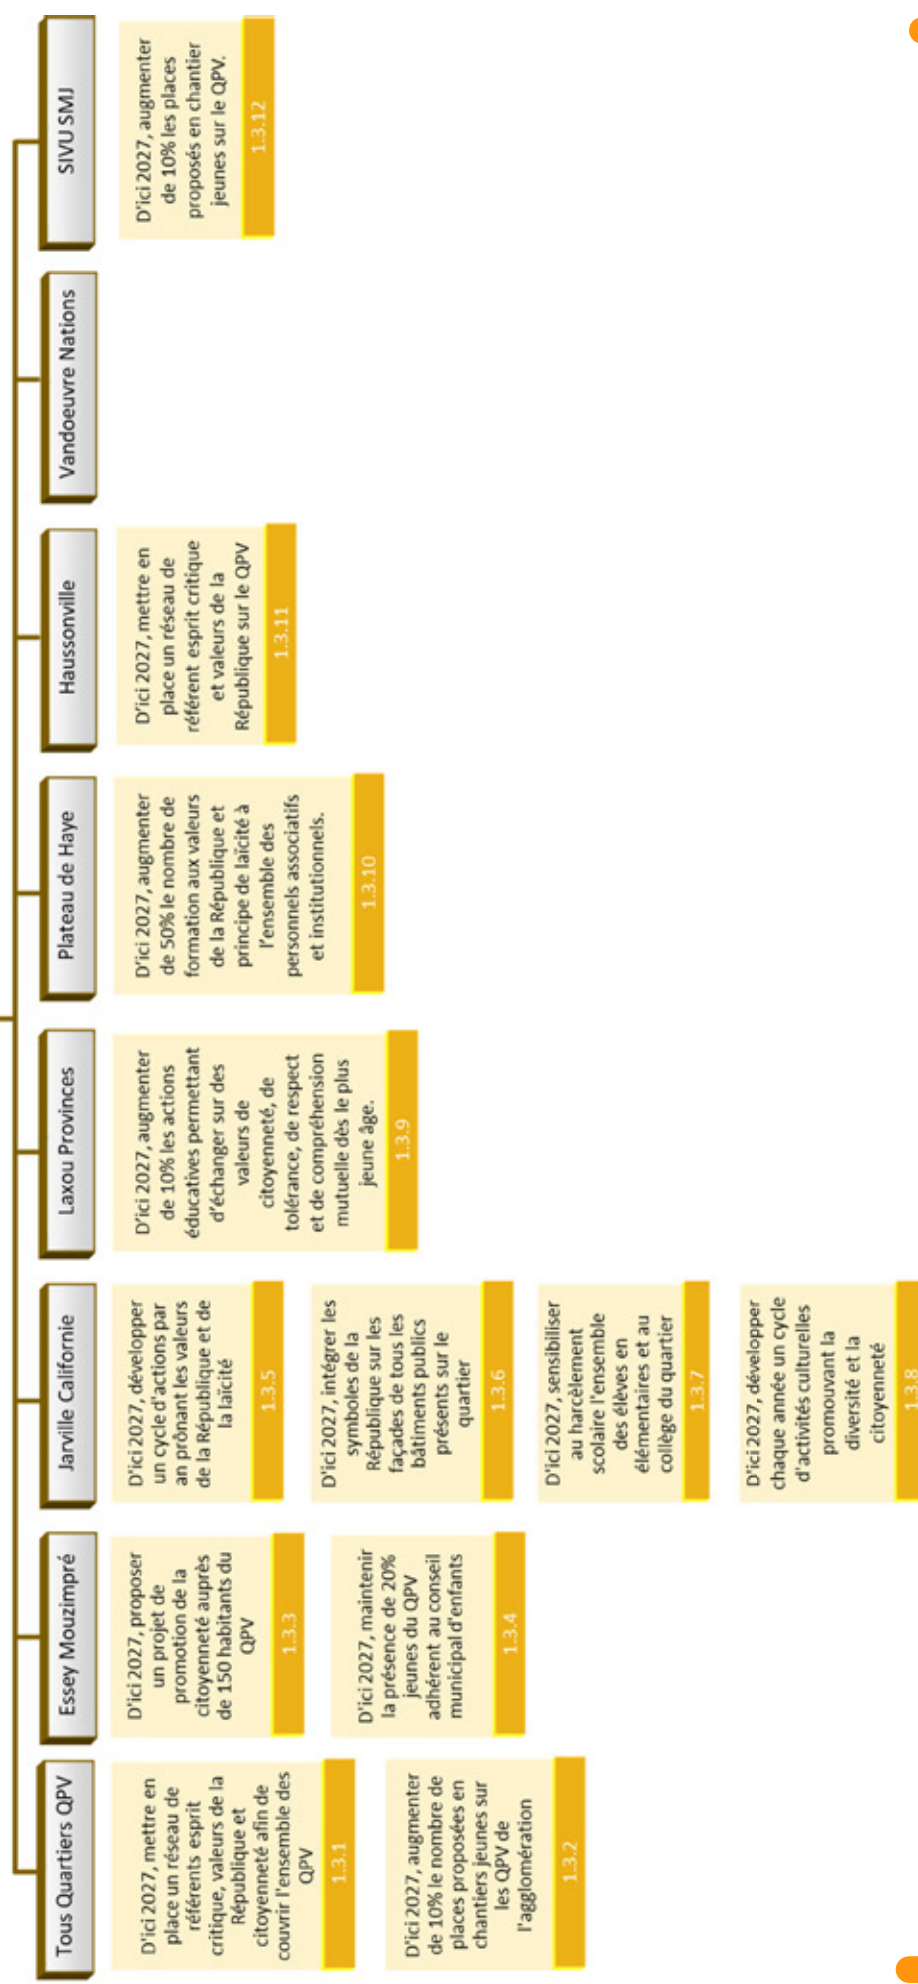 Tous Quartiers QPV
D'ici 2027, mettre en
place un réseau de
référents esprit
critique, valeurs de la
République et
citoyenneté afin de
couvrir l'ensemble des
QPV
1.3.1
D'ici 2027, augmenter
de 10% le nombre de
places proposées en
chantiers jeunes sur
les QPV de
l'agglomération
1.3.2
Essey Mouzimpré
D'ici 2027, proposer
un projet de
promotion de la
citoyenneté auprès
de 150 habitants du
QPV
1.3.3
D'ici 2027, maintenir
la présence de 20%
jeunes du QPV
adhérent au conseil
municipal d'enfants
1.3.4
Jarville Californie
D'ici 2027, développer
un cycle d'actions par
an prônant les valeurs
de la République et de
la laïcité
1.3.5
D'ici 2027, intégrer les
symboles de la
République sur les
façades de tous les
bâtiments publics
présents sur le
quartier
1.3.6
D'ici 2027, sensibiliser
au harcèlement
scolaire l'ensemble
des élèves en
élémentaires et au
collège du quartier
1.3.7
D'ici 2027, développer
chaque année un cycle
d'activités culturelles
promouvant la
diversité et la
citoyenneté
1.3.8
Laxou Provinces
D'ici 2027, augmenter
de 10% les actions
éducatives permettant
d'échanger sur des
valeurs de
citoyenneté, de
tolérance, de respect
et de compréhension
mutuelle dès le plus
jeune âge.
1.3.9
Plateau de Haye
D'ici 2027, augmenter
de 50% le nombre de
formation aux valeurs
de la République et
principe de laïcité à
l'ensemble des
personnels associatifs
et institutionnels.
1.3.10
Haussonville
D'ici 2027, mettre en
place un réseau de
référent esprit critique
et valeurs de la
République sur le QPV
1.3.11
Vandoeuvre Nations
SIVU SMJ
D'ici 2027, augmenter
de 10% les places
proposés en chantier
jeunes sur le QPV.
1.3.12